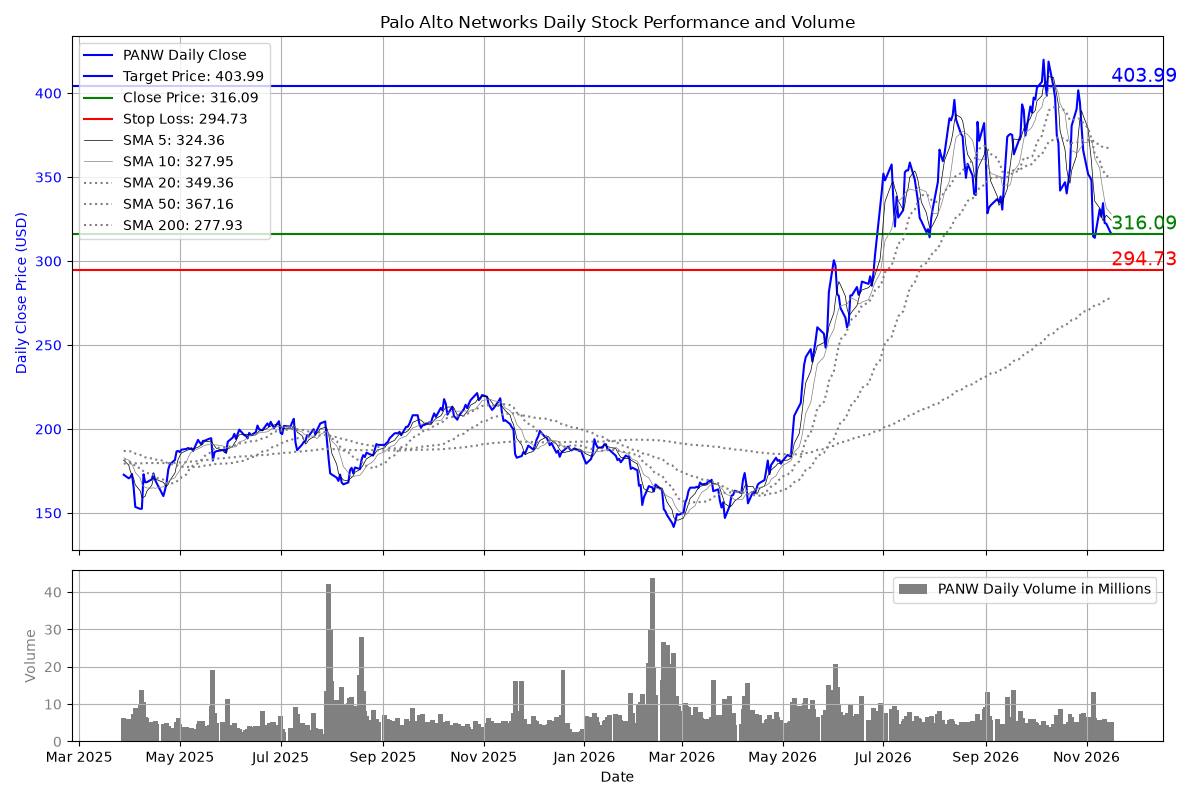 Palo Alto Networks Daily Stock Performance and Volume
PANW Daily Close
Target Price: 403.99
Close Price: 316.09
Stop Loss: 294.73
SMA 5: 324.36
SMA 10: 327.95
SMA 20: 349.36
SMA 50: 367.16
SMA 200: 277.93
403.99
316.09
294.73
Daily Close Price (USD)
400
350
300
250
200
150
PANW Daily Volume in Millions
Volume
40
30
20
10
0
Mar 2025 May 2025 Jul 2025 Sep 2025 Nov 2025 Jan 2026 Mar 2026 May 2026 Jul 2026 Sep 2026 Nov 2026
Date